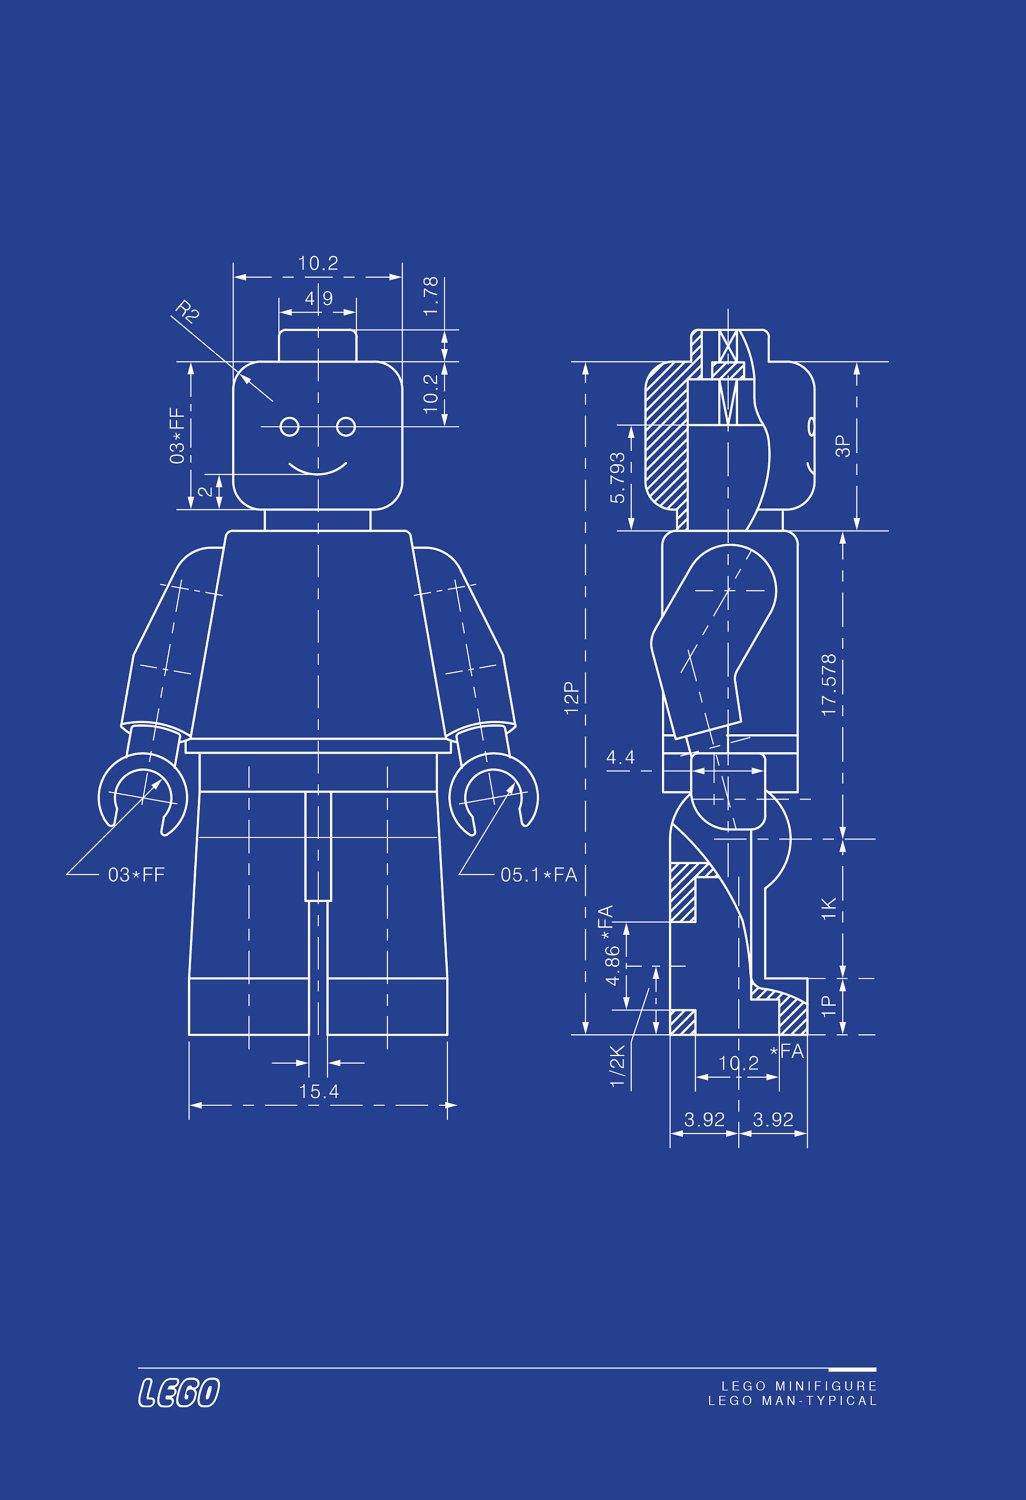 10.2
4.9
1.78
R2
10.2
03*FF
2
03*FF
05.1*FA
15.4
12P
5.793
3P
17.578
4.4
4.86 *FA
1K
1P
1/2K
*FA
10.2
3.92
3.92
LEGO
LEGO MINIFIGURE
LEGO MAN-TYPICAL